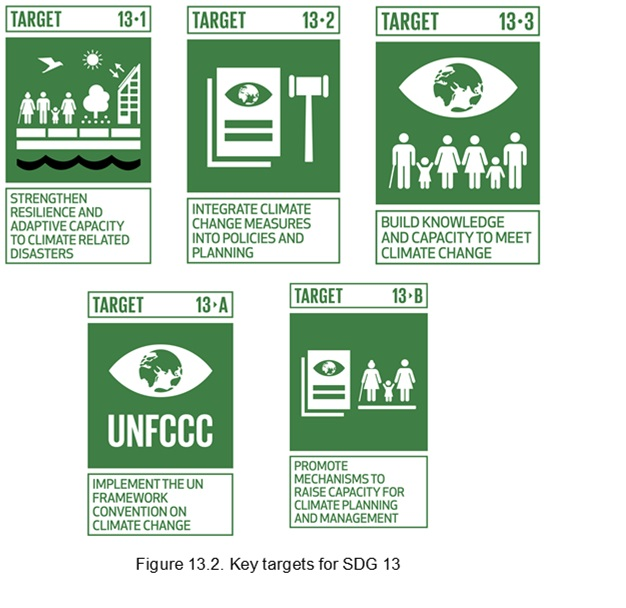 TARGET 13·1
STRENGTHEN
RESILIENCE AND
ADAPTIVE CAPACITY
TO CLIMATE RELATED
DISASTERS
TARGET 13·2
INTEGRATE CLIMATE
CHANGE MEASURES
INTO POLICIES AND
PLANNING
TARGET 13·3
BUILD KNOWLEDGE
AND CAPACITY TO MEET
CLIMATE CHANGE
TARGET 13▸A
UNFCCC
IMPLEMENT THE UN
FRAMEWORK
CONVENTION ON
CLIMATE CHANGE
TARGET 13▸B
PROMOTE
MECHANISMS TO
RAISE CAPACITY FOR
CLIMATE PLANNING
AND MANAGEMENT
Figure 13.2. Key targets for SDG 13